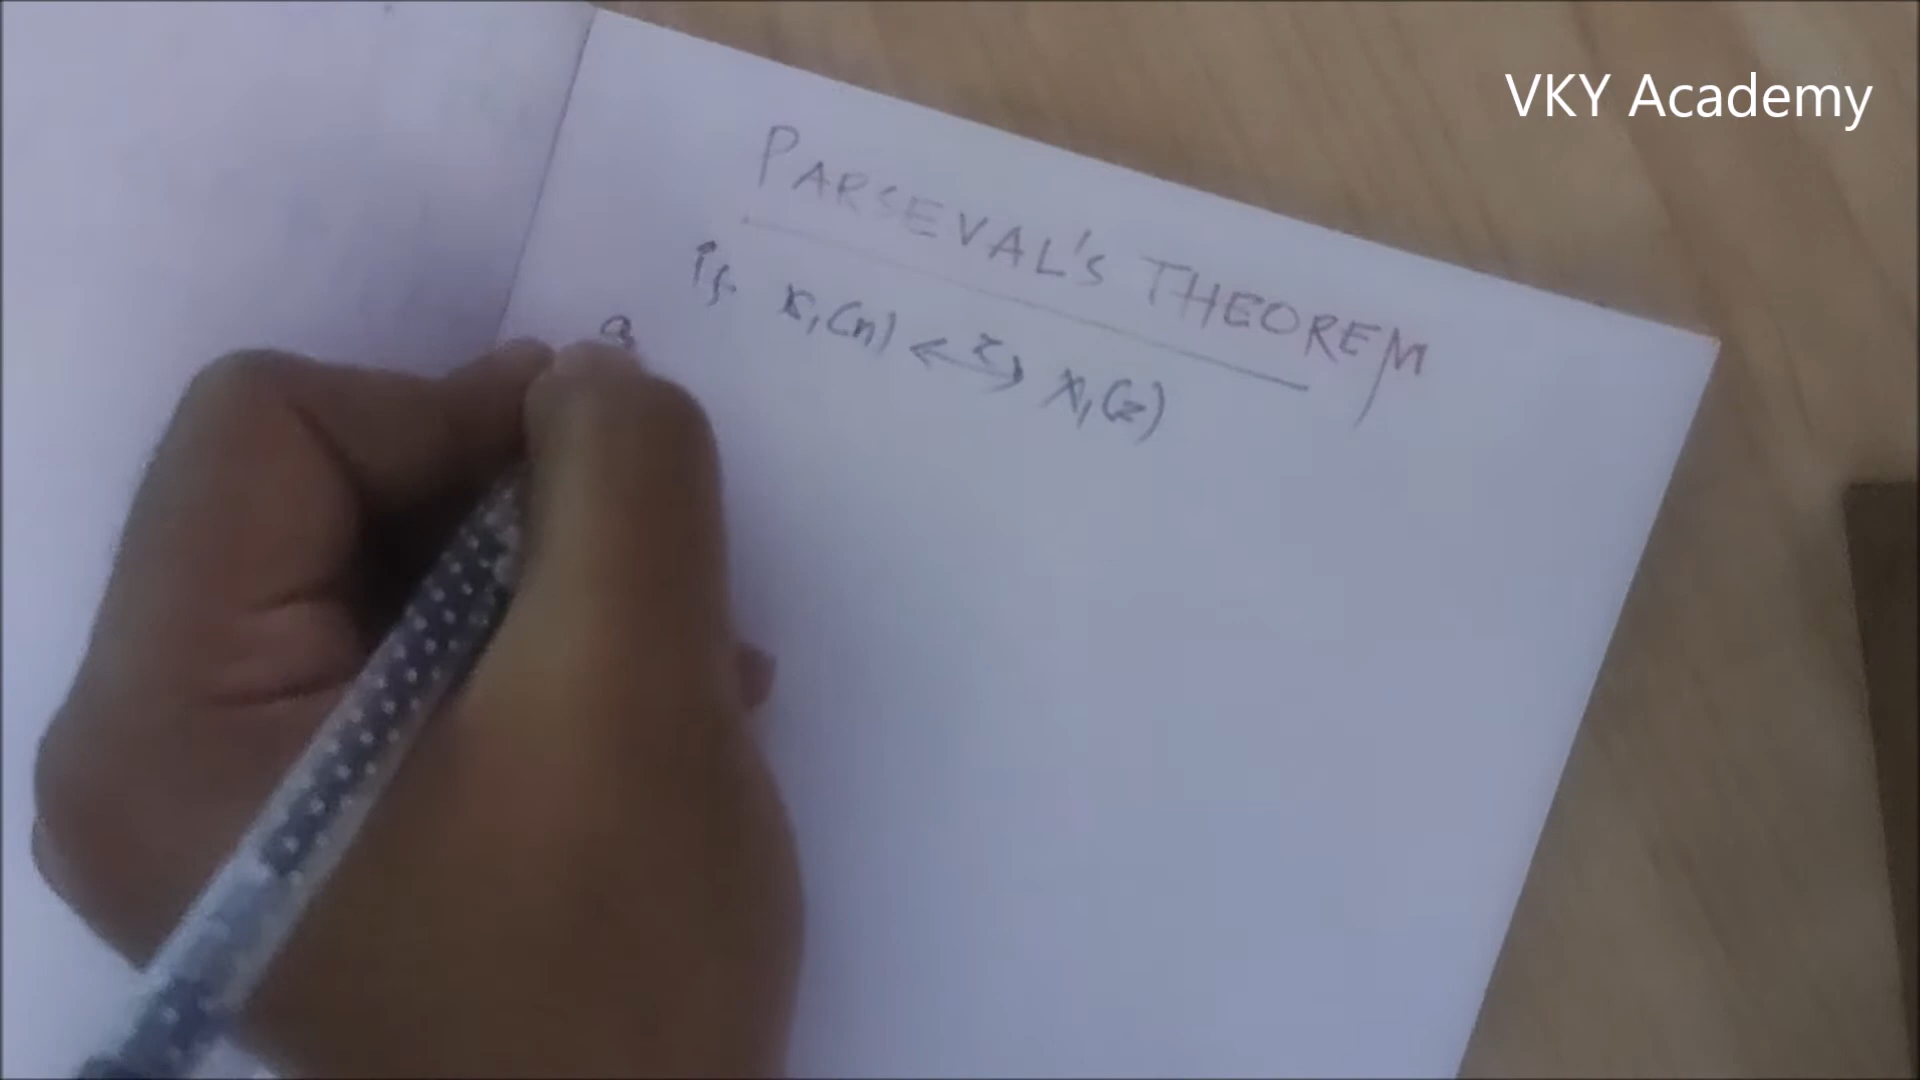 VKY Academy
PARSEVAL'S THEOREM
if x₁(n) ⟷ᶻ X₁(z)